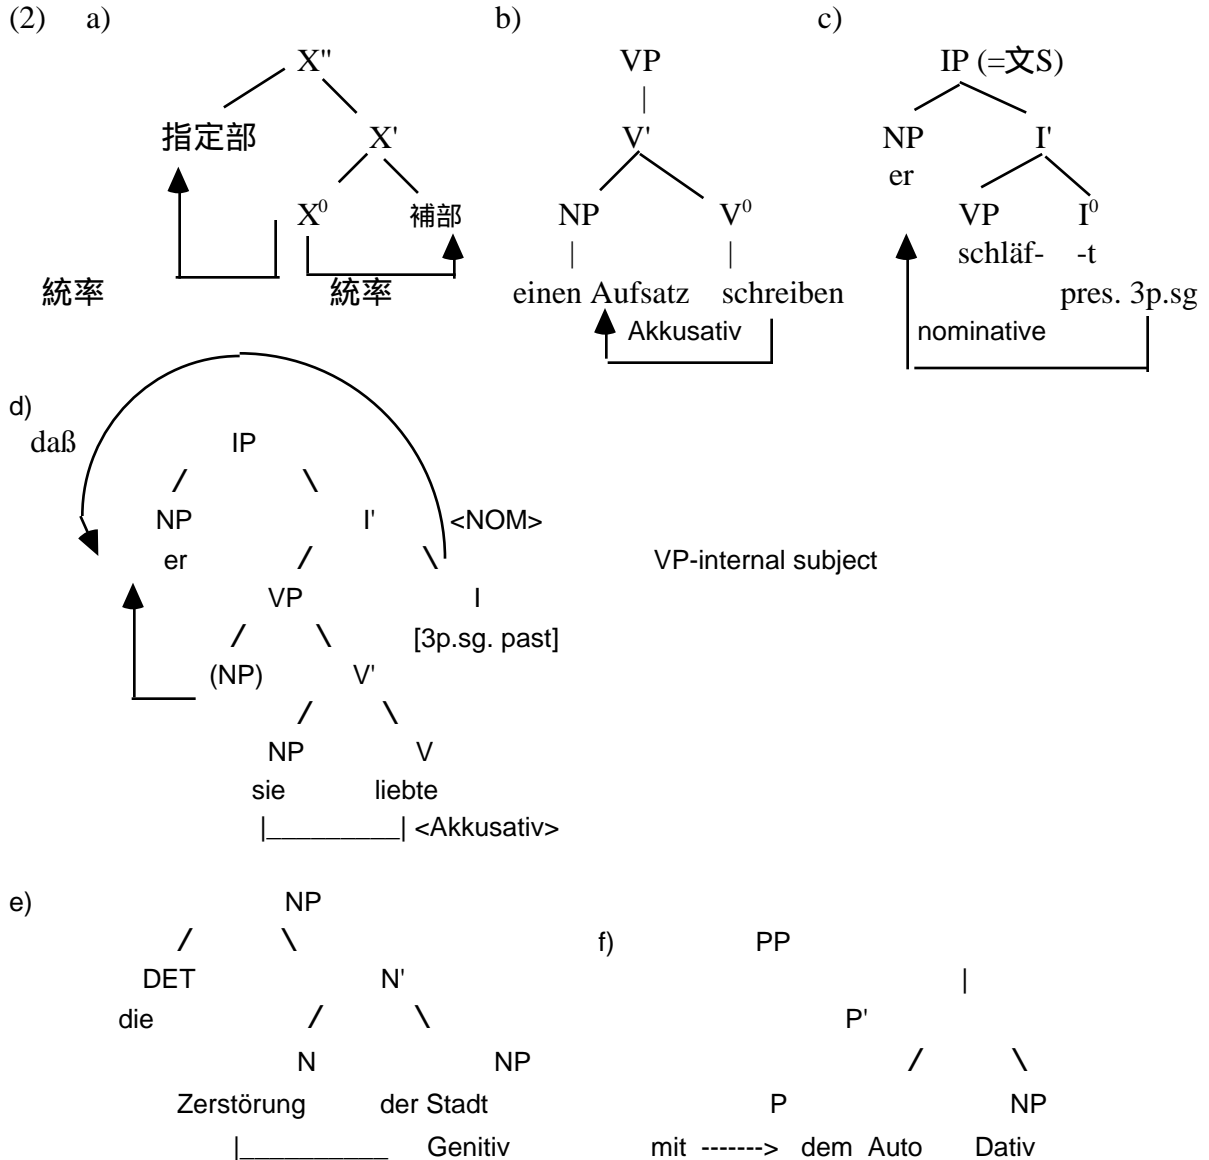 (2) a) b) c)
X" VP IP (=文S)
指定部 X' V' NP I'
er
X⁰ 補部 NP V⁰ VP I⁰
schläf- -t
統率 統率 einen Aufsatz schreiben pres. 3p.sg
Akkusativ nominative
d)
daß IP
NP I' <NOM>
er VP-internal subject
VP I
[3p.sg. past]
(NP) V'
NP V
sie liebte
<Akkusativ>
e) NP
f) PP
DET N'
die P'
N NP
Zerstörung der Stadt P NP
Genitiv mit -------> dem Auto Dativ